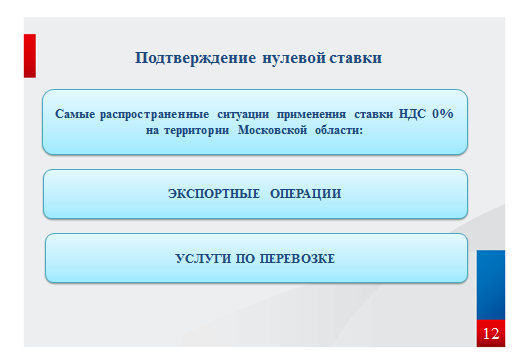 Подтверждение нулевой ставки
Самые распространенные ситуации применения ставки НДС 0%
на территории Московской области:
ЭКСПОРТНЫЕ ОПЕРАЦИИ
УСЛУГИ ПО ПЕРЕВОЗКЕ
12